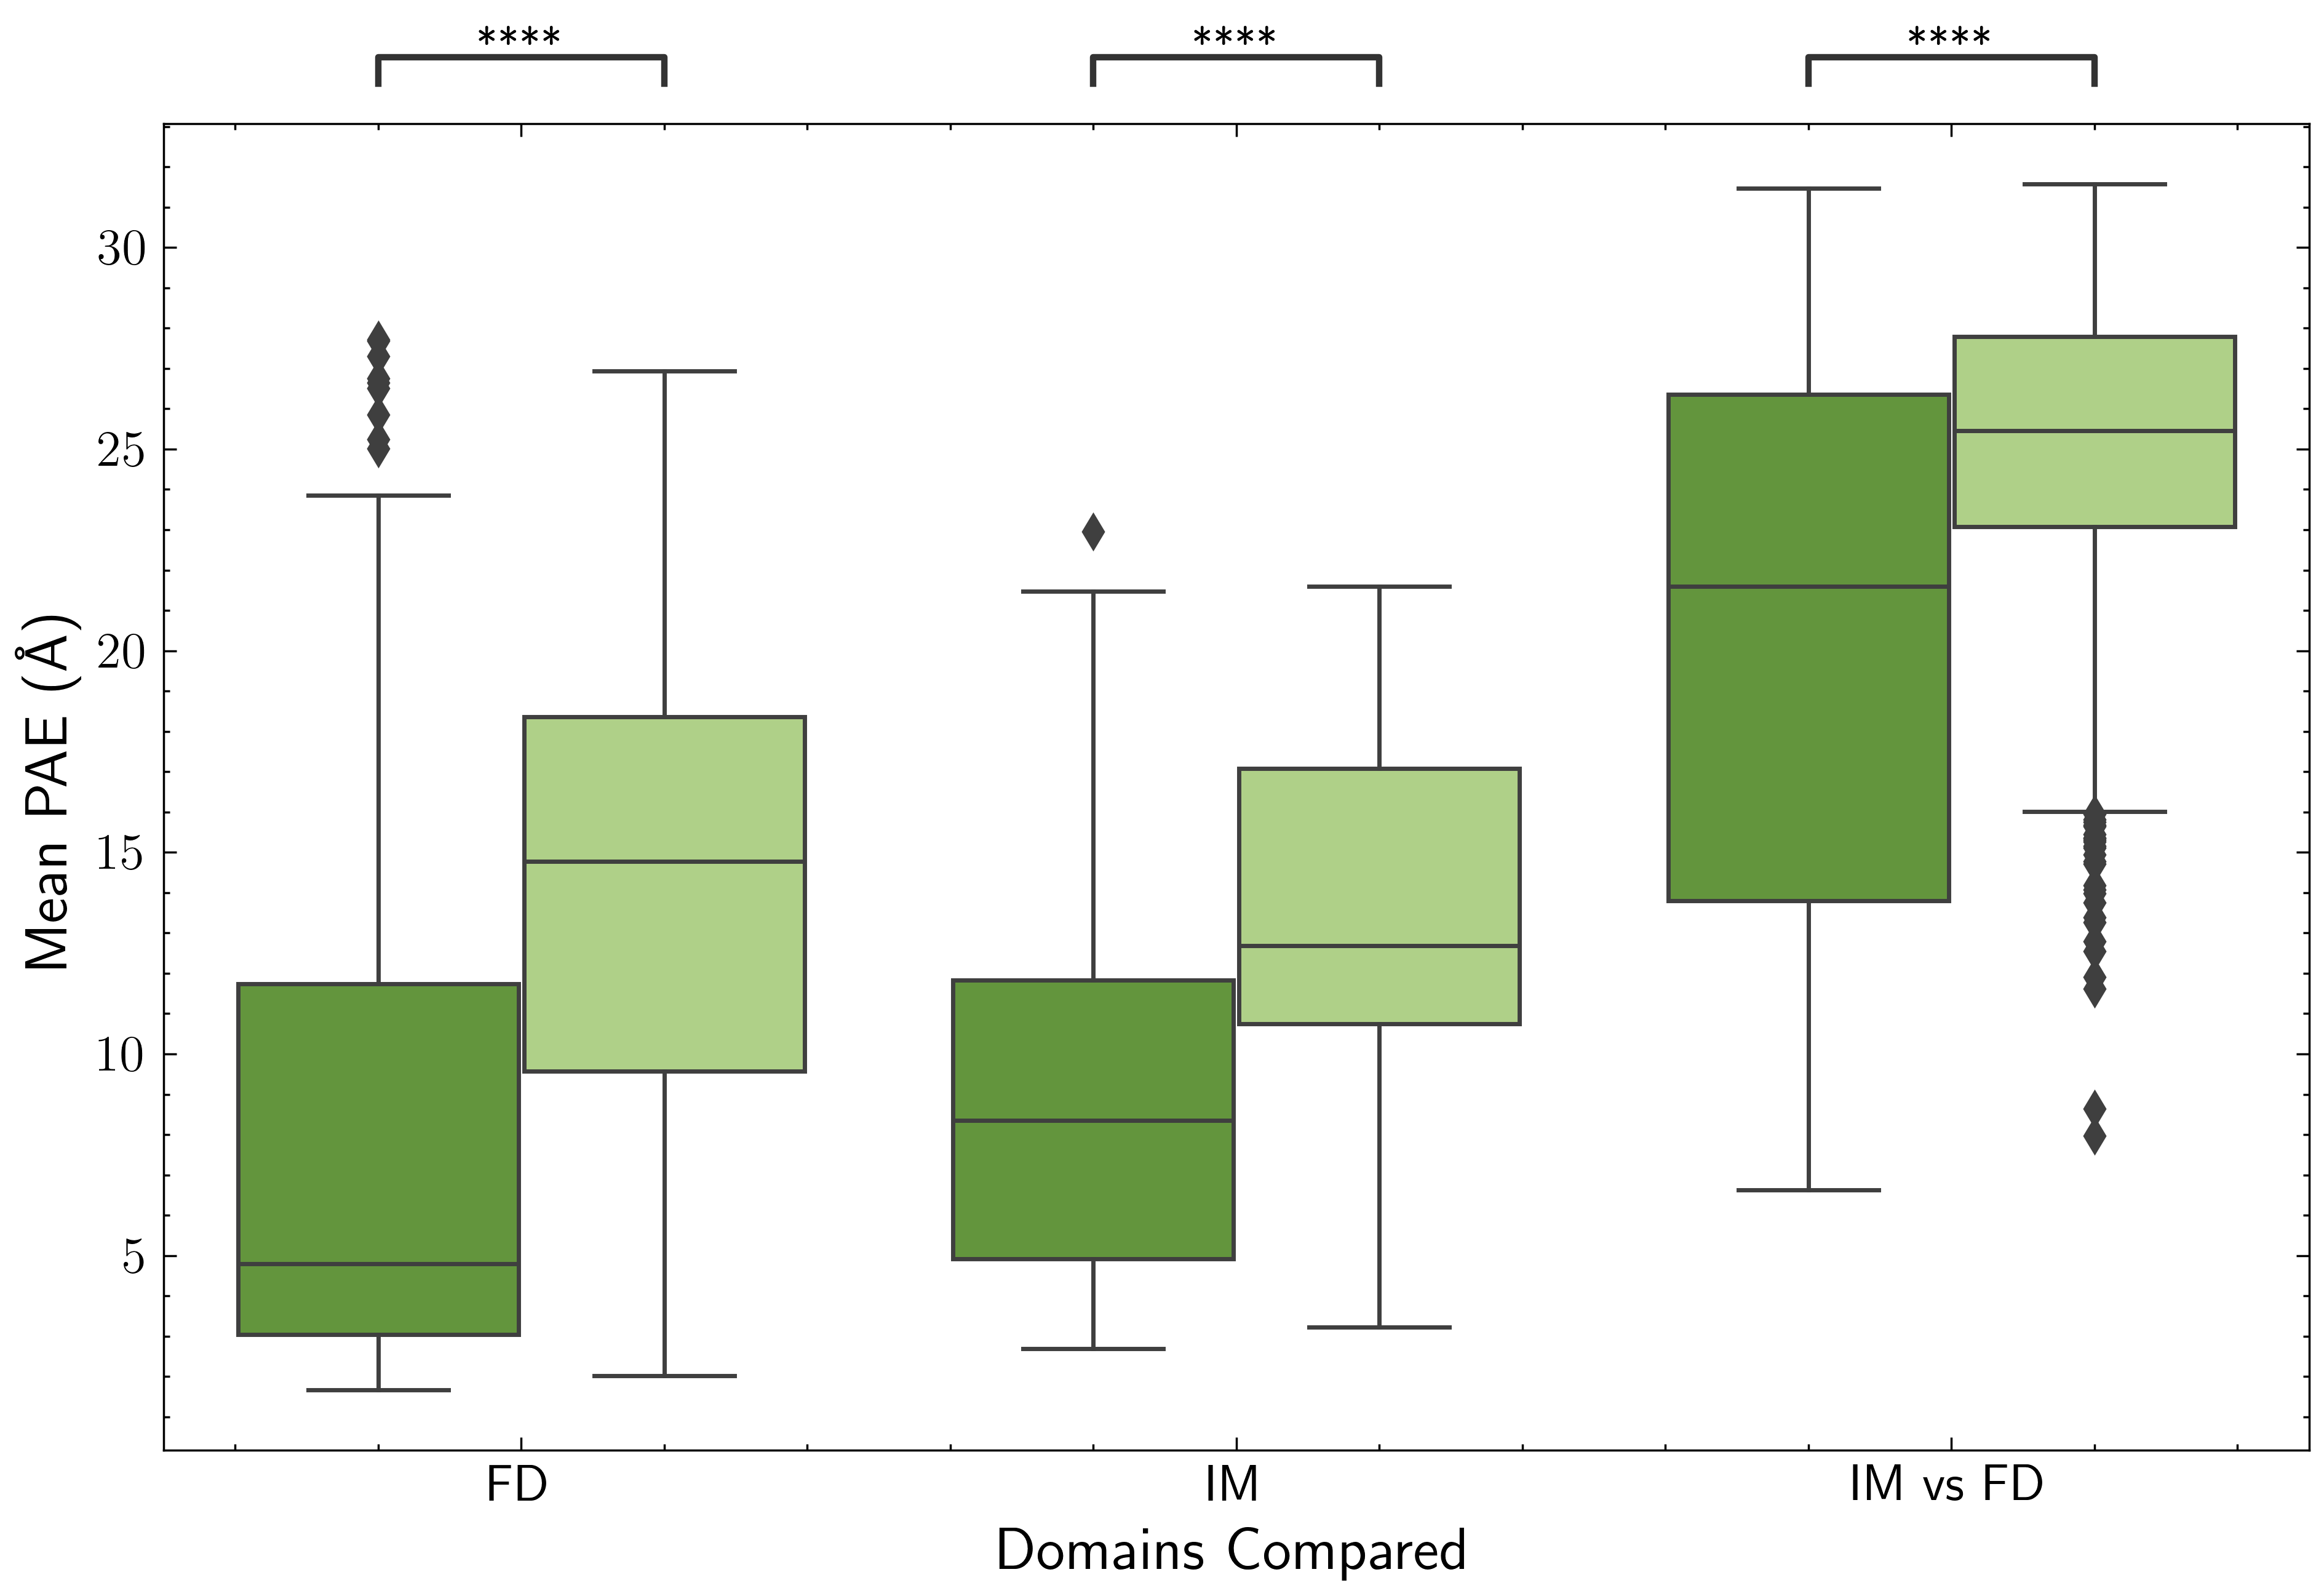 **** **** ****
Mean PAE (Å)
30
25
20
15
10
5
FD IM IM vs FD
Domains Compared